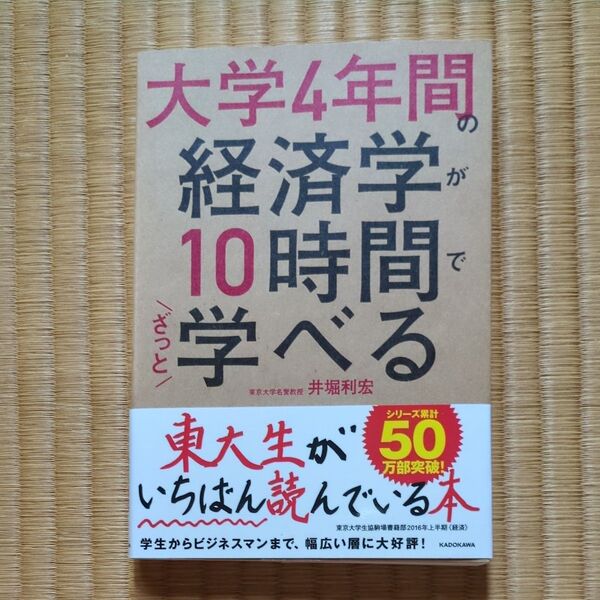 大学4年間の
経済学が
10時間で
ざっと
学べる
東京大学名誉教授 井堀利宏
東大生が
いちばん読んでいる本
シリーズ累計
50
万部突破!
東京大学生協駒場書籍部2016年上半期〈経済〉
学生からビジネスマンまで、幅広い層に大好評!
KADOKAWA